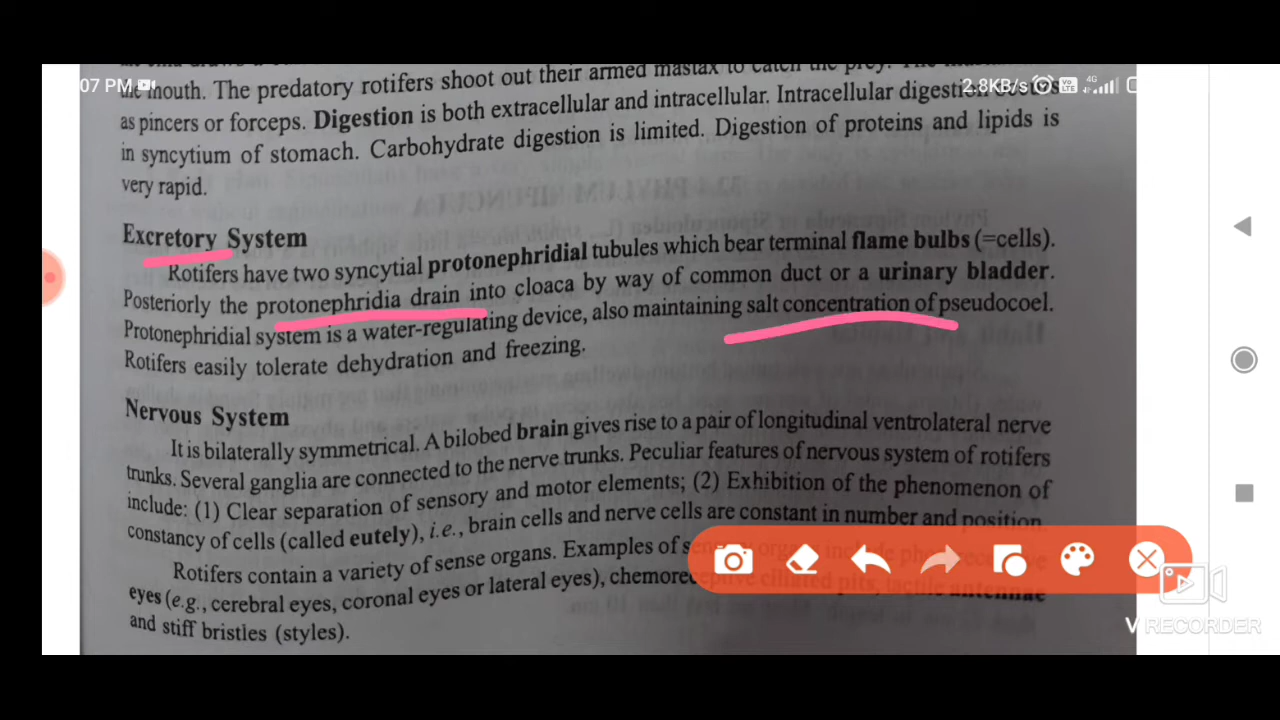 07 PM
2.8KB/s 4G
the mouth. The predatory rotifers shoot out their armed mastax to catch the prey. The
as pincers or forceps. Digestion is both extracellular and intracellular. Intracellular digestion
in syncytium of stomach. Carbohydrate digestion is limited. Digestion of proteins and lipids is
very rapid.
Excretory System
Rotifers have two syncytial protonephridial tubules which bear terminal flame bulbs (=cells).
Posteriorly the protonephridia drain into cloaca by way of common duct or a urinary bladder.
Protonephridial system is a water-regulating device, also maintaining salt concentration of pseudocoel.
Rotifers easily tolerate dehydration and freezing.
Nervous System
It is bilaterally symmetrical. A bilobed brain gives rise to a pair of longitudinal ventrolateral nerve
trunks. Several ganglia are connected to the nerve trunks. Peculiar features of nervous system of rotifers
include: (1) Clear separation of sensory and motor elements; (2) Exhibition of the phenomenon of
constancy of cells (called eutely), i.e., brain cells and nerve cells are constant in number and position.
Rotifers contain a variety of sense organs. Examples of
eyes (e.g., cerebral eyes, coronal eyes or lateral eyes), chemoreceptive ciliated pits, tactile antennae
and stiff bristles (styles).
V RECORDER